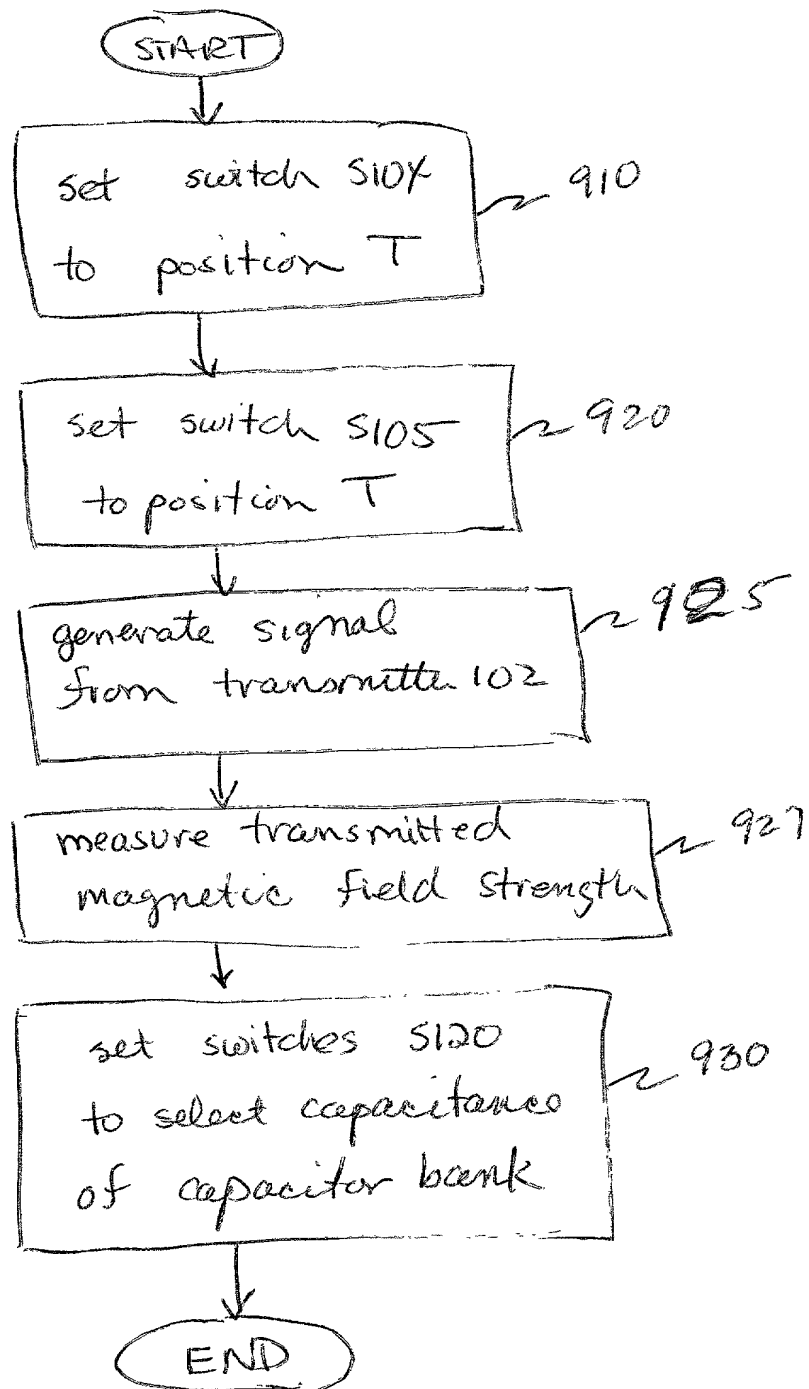 START
set switch S104
to position T
910
set switch S105
to position T
920
generate signal
from transmitter 102
925
measure transmitted
magnetic field strength
927
set switches S120
to select capacitance
of capacitor bank
930
END